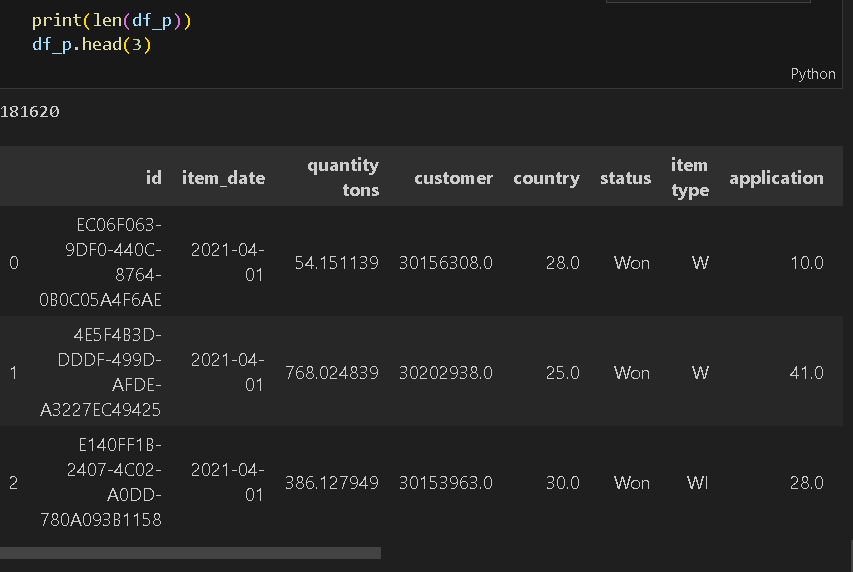 print(len(df_p))
df_p.head(3)
Python
181620
id item_date quantity tons customer country status item type application
0 EC06F063-9DF0-440C-8764-0B0C05A4F6AE 2021-04-01 54.151139 30156308.0 28.0 Won W 10.0
1 4E5F4B3D-DDDF-499D-AFDE-A3227EC49425 2021-04-01 768.024839 30202938.0 25.0 Won W 41.0
2 E140FF1B-2407-4C02-A0DD-780A093B1158 2021-04-01 386.127949 30153963.0 30.0 Won WI 28.0